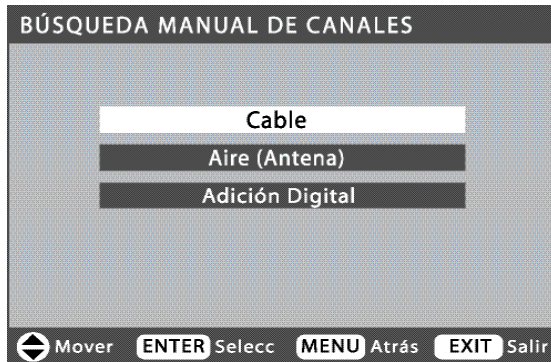 BÚSQUEDA MANUAL DE CANALES
Cable
Aire (Antena)
Adición Digital
Mover ENTER Selecc MENU Atrás EXIT Salir